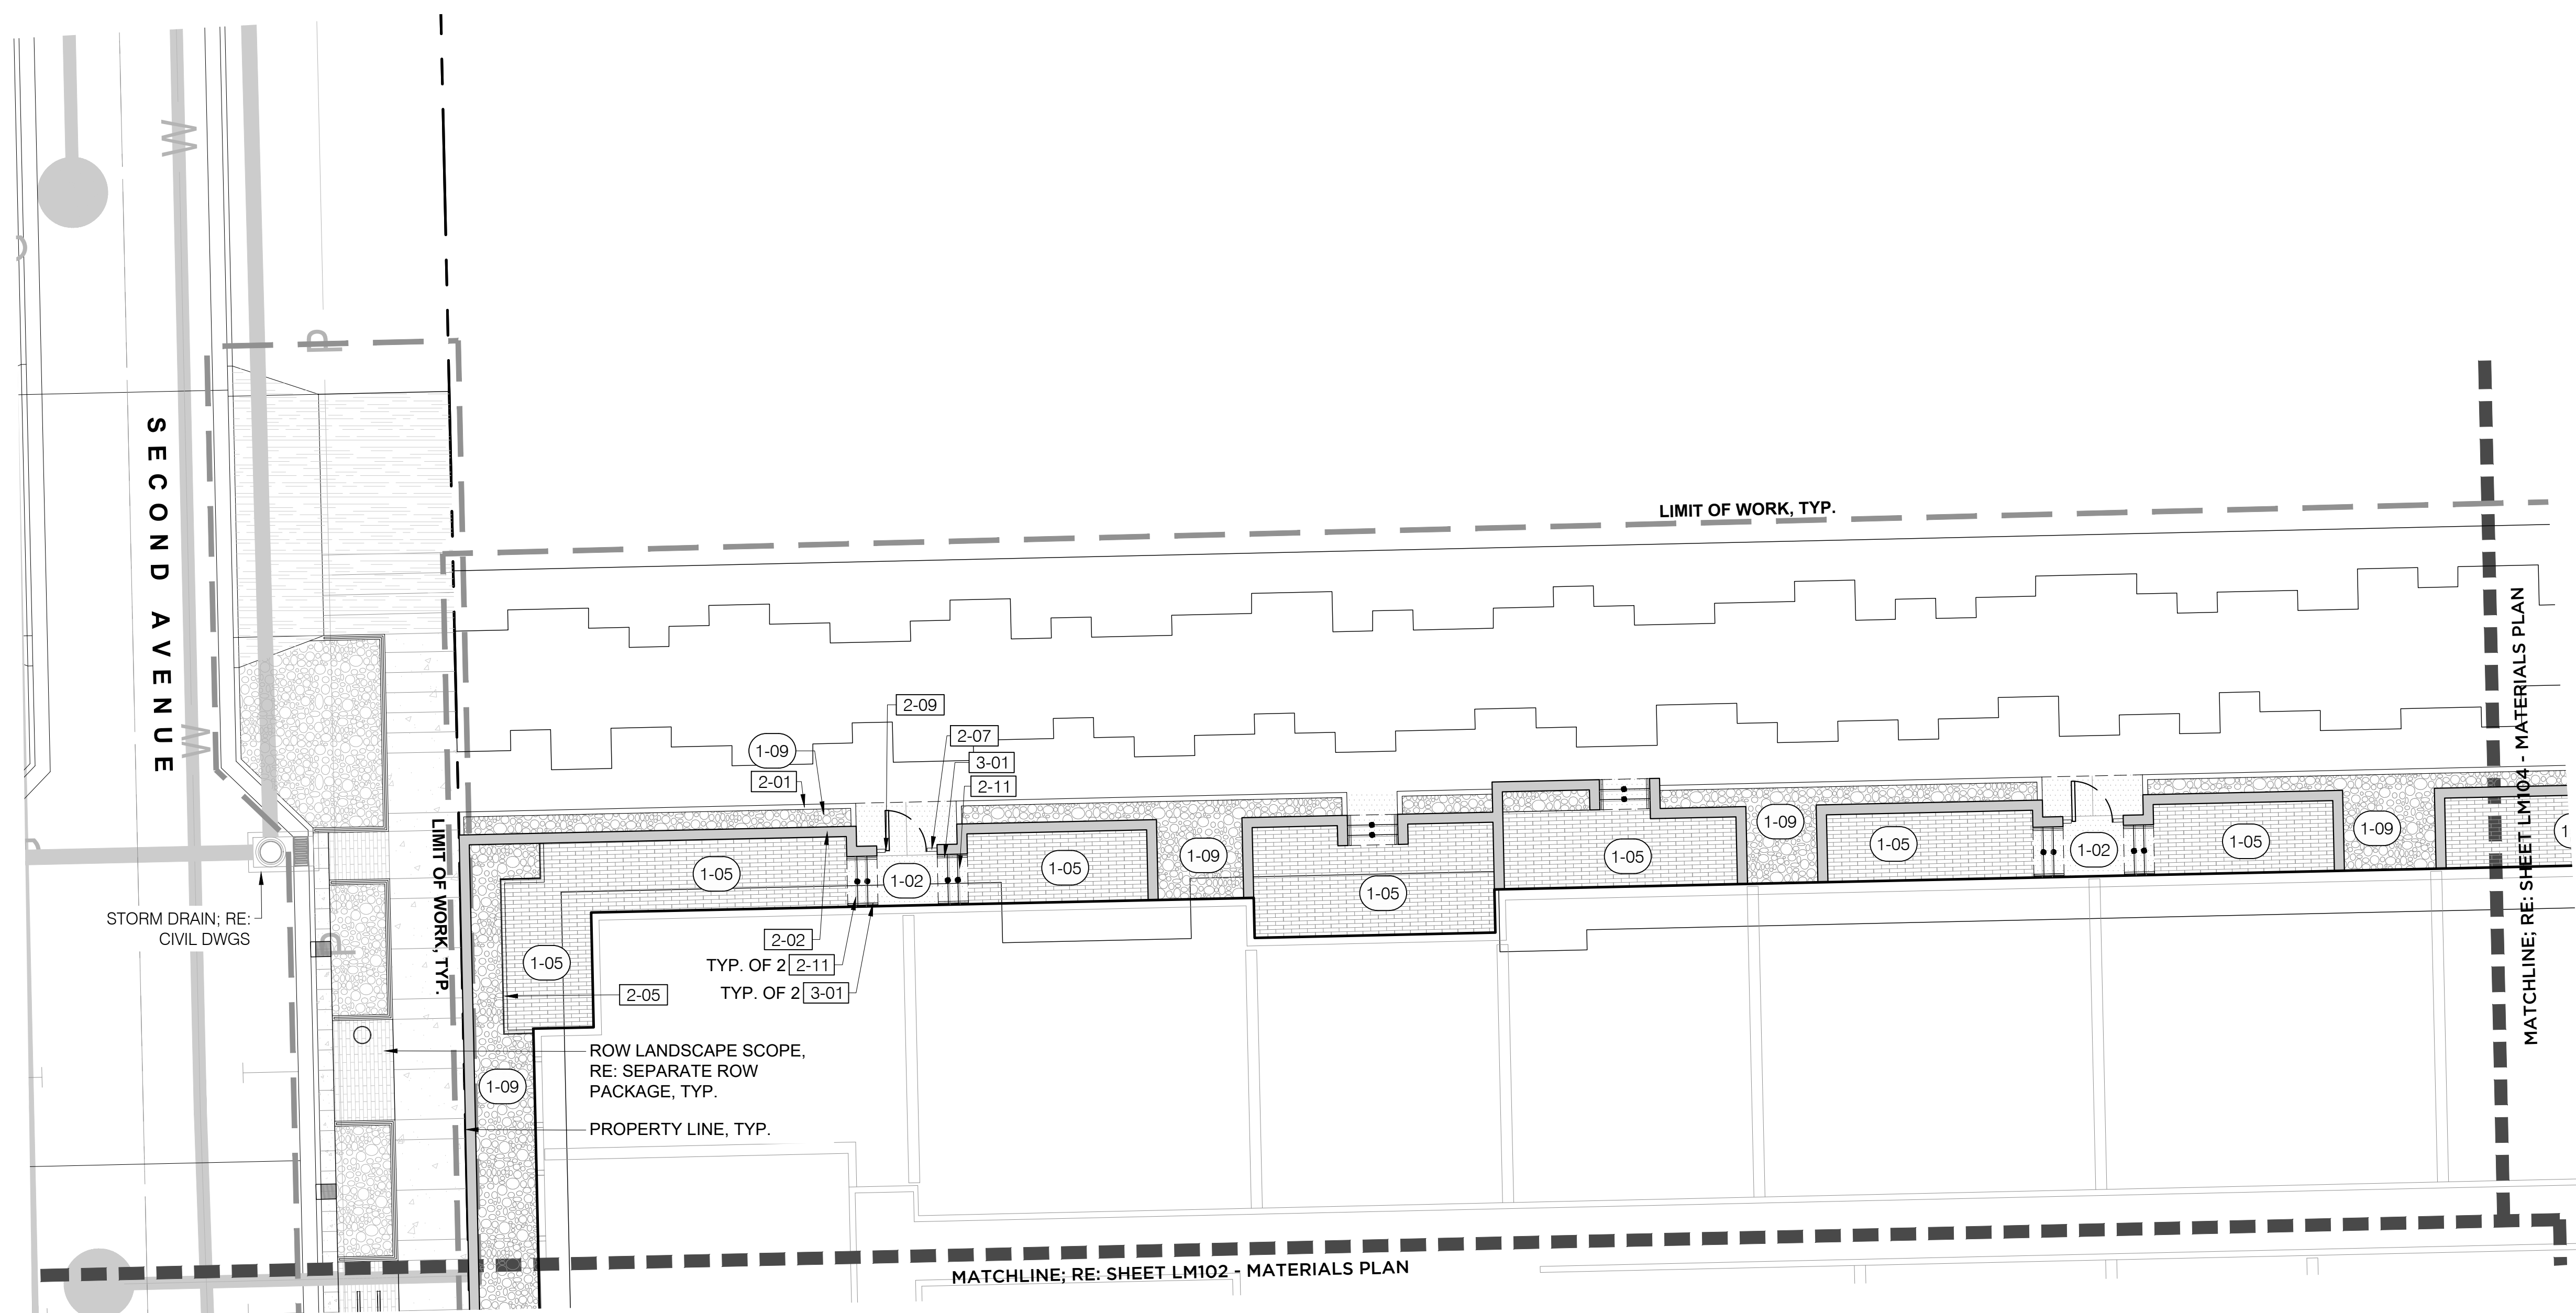 W
P
SECOND AVENUE
W
LIMIT OF WORK, TYP.
2-09
2-07
1-09
3-01
2-01
2-11
1-09
1-05
1-05
1-09
1-05
1-05
1-05
1-02
1-05
1-09
1-05
1-02
2-02
TYP. OF 2 2-11
TYP. OF 2 3-01
1-05
2-05
STORM DRAIN; RE:
CIVIL DWGS
P
LIMIT OF WORK, TYP.
ROW LANDSCAPE SCOPE,
RE: SEPARATE ROW
PACKAGE, TYP.
1-09
PROPERTY LINE, TYP.
MATCHLINE; RE: SHEET LM104 - MATERIALS PLAN
MATCHLINE; RE: SHEET LM102 - MATERIALS PLAN